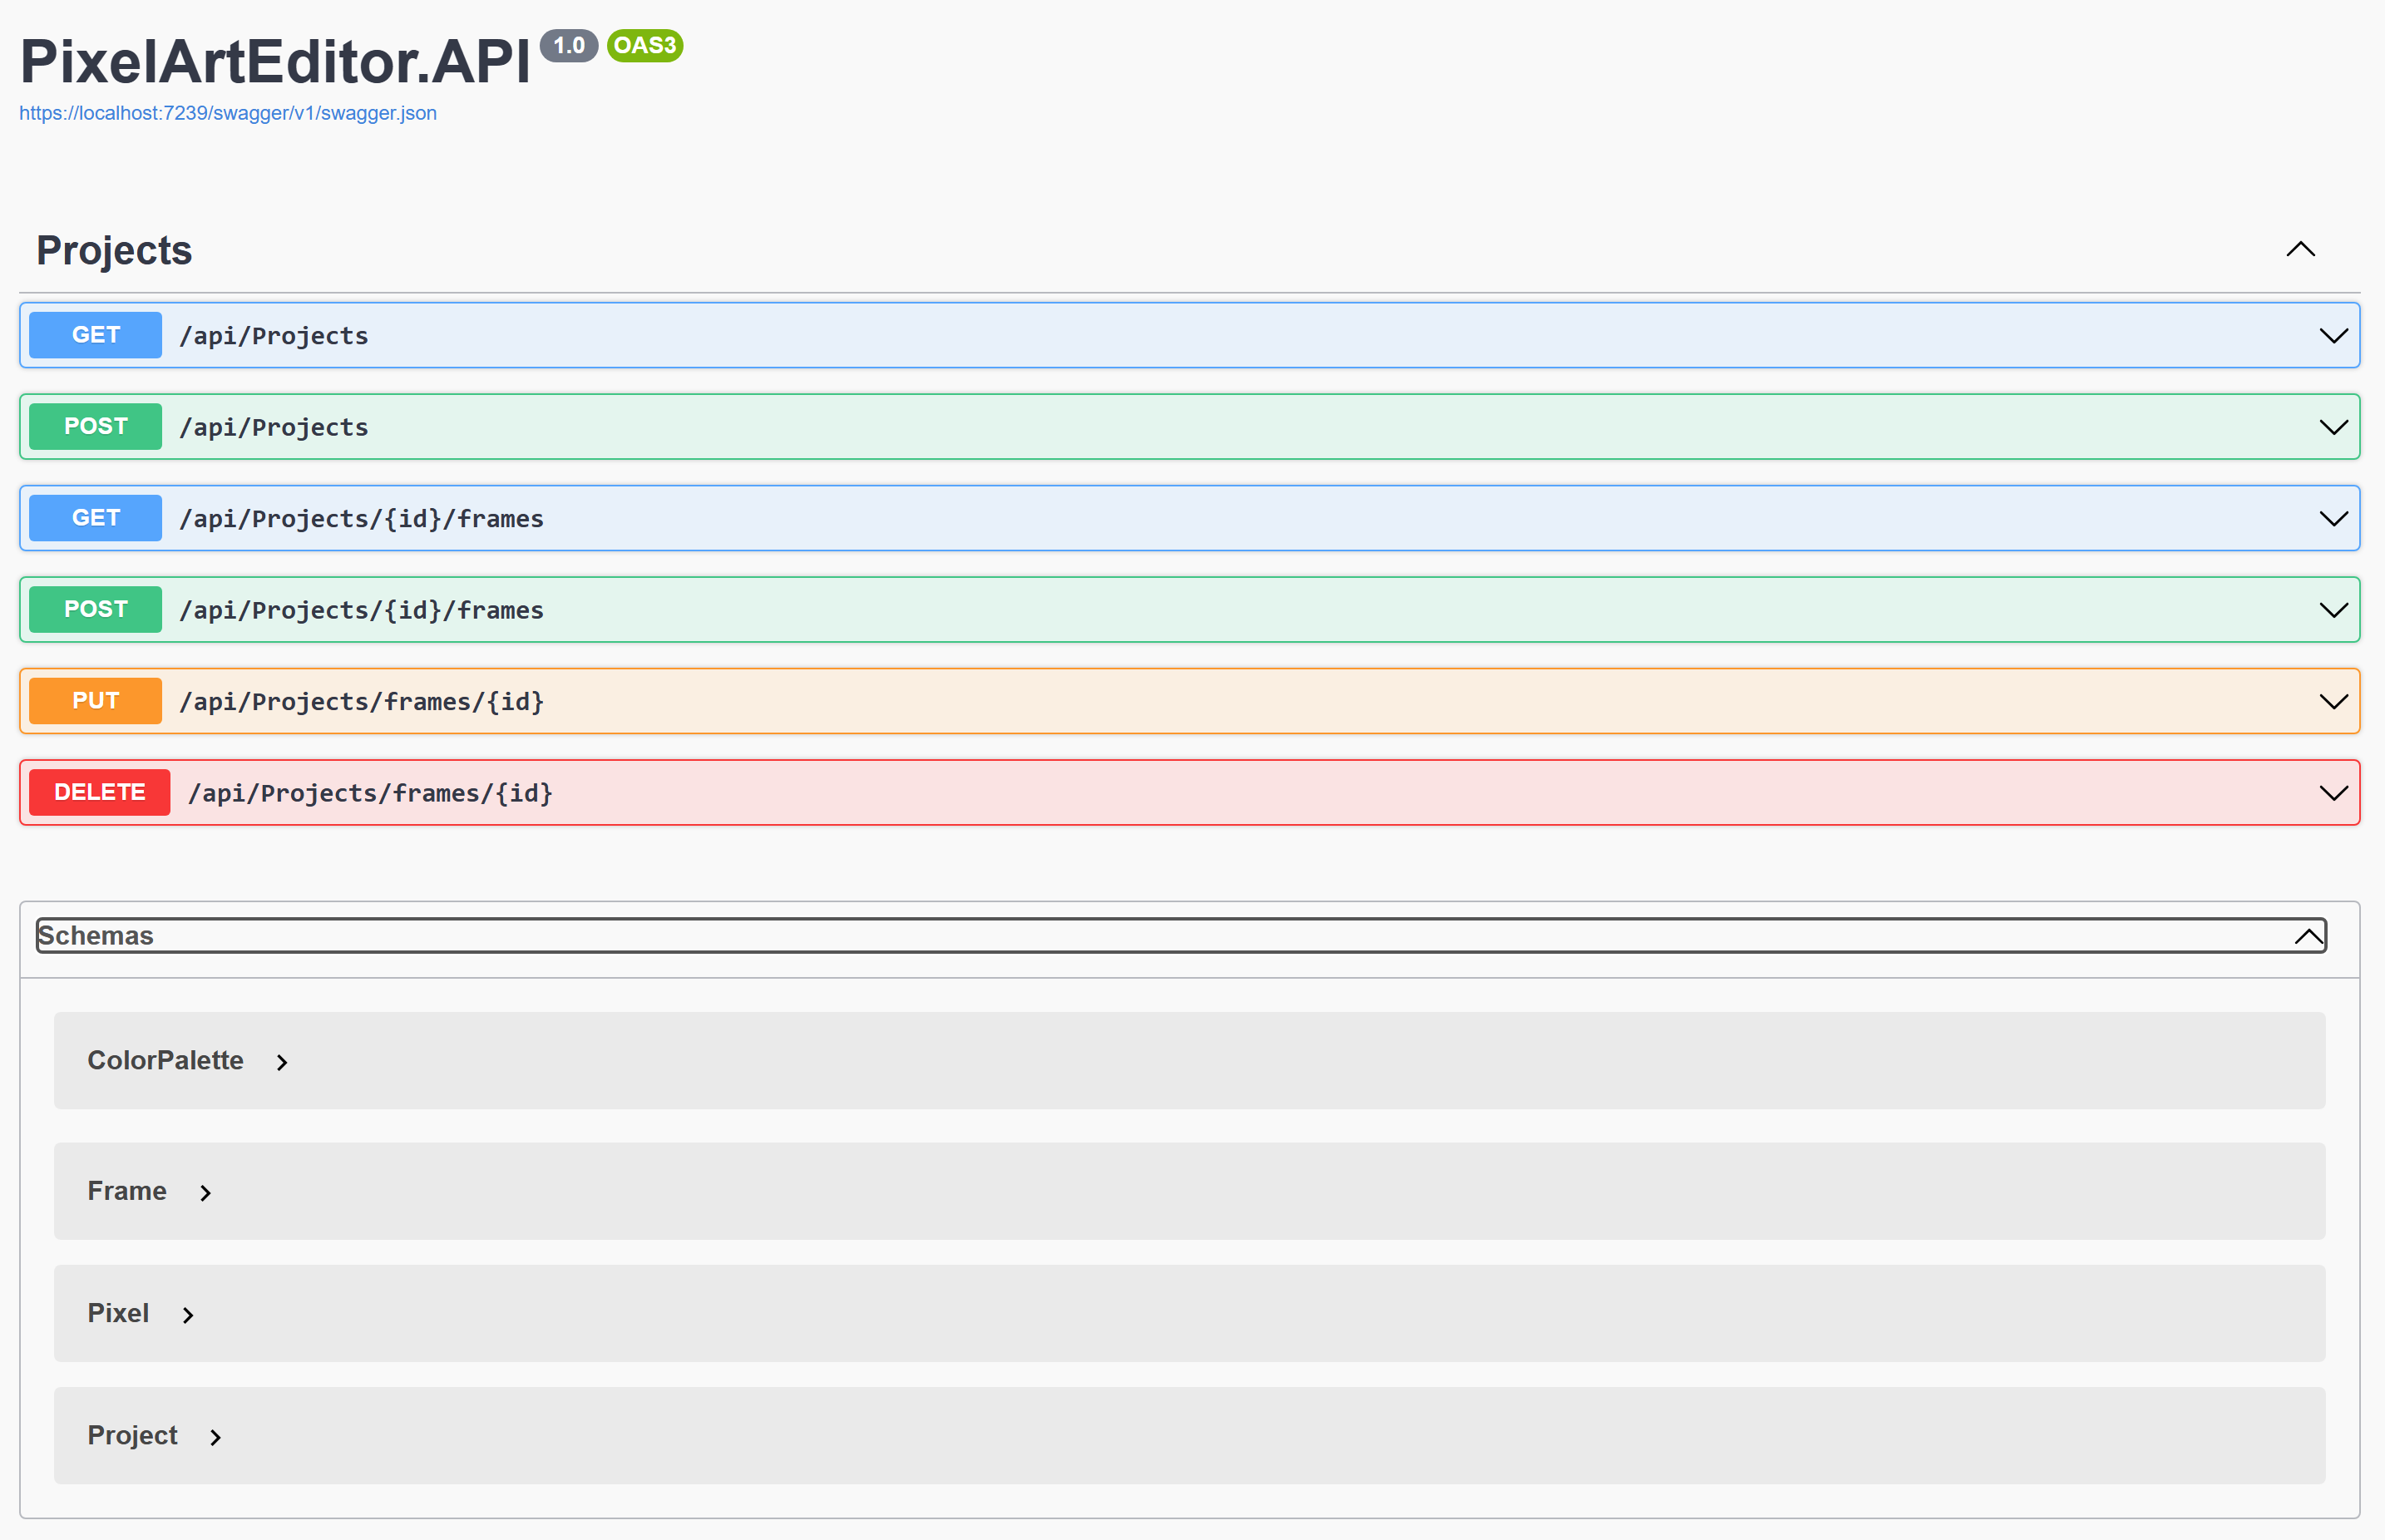 PixelArtEditor.API 1.0 OAS3
https://localhost:7239/swagger/v1/swagger.json
Projects
GET /api/Projects
POST /api/Projects
GET /api/Projects/{id}/frames
POST /api/Projects/{id}/frames
PUT /api/Projects/frames/{id}
DELETE /api/Projects/frames/{id}
Schemas
ColorPalette
Frame
Pixel
Project